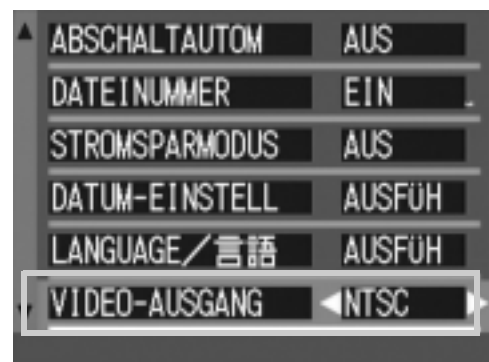 ABSCHALTAUTOM AUS
DATEINUMMER EIN
STROMSPARMODUS AUS
DATUM-EINSTELL AUSFÜH
LANGUAGE/言語 AUSFÜH
VIDEO-AUSGANG NTSC